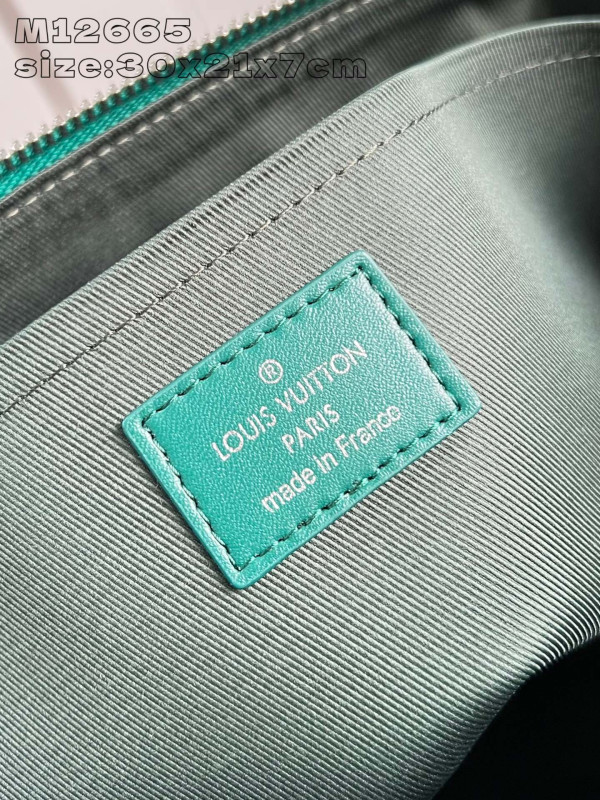 M12665
size:30x21x7cm
®
LOUIS VUITTON
PARIS
made in France